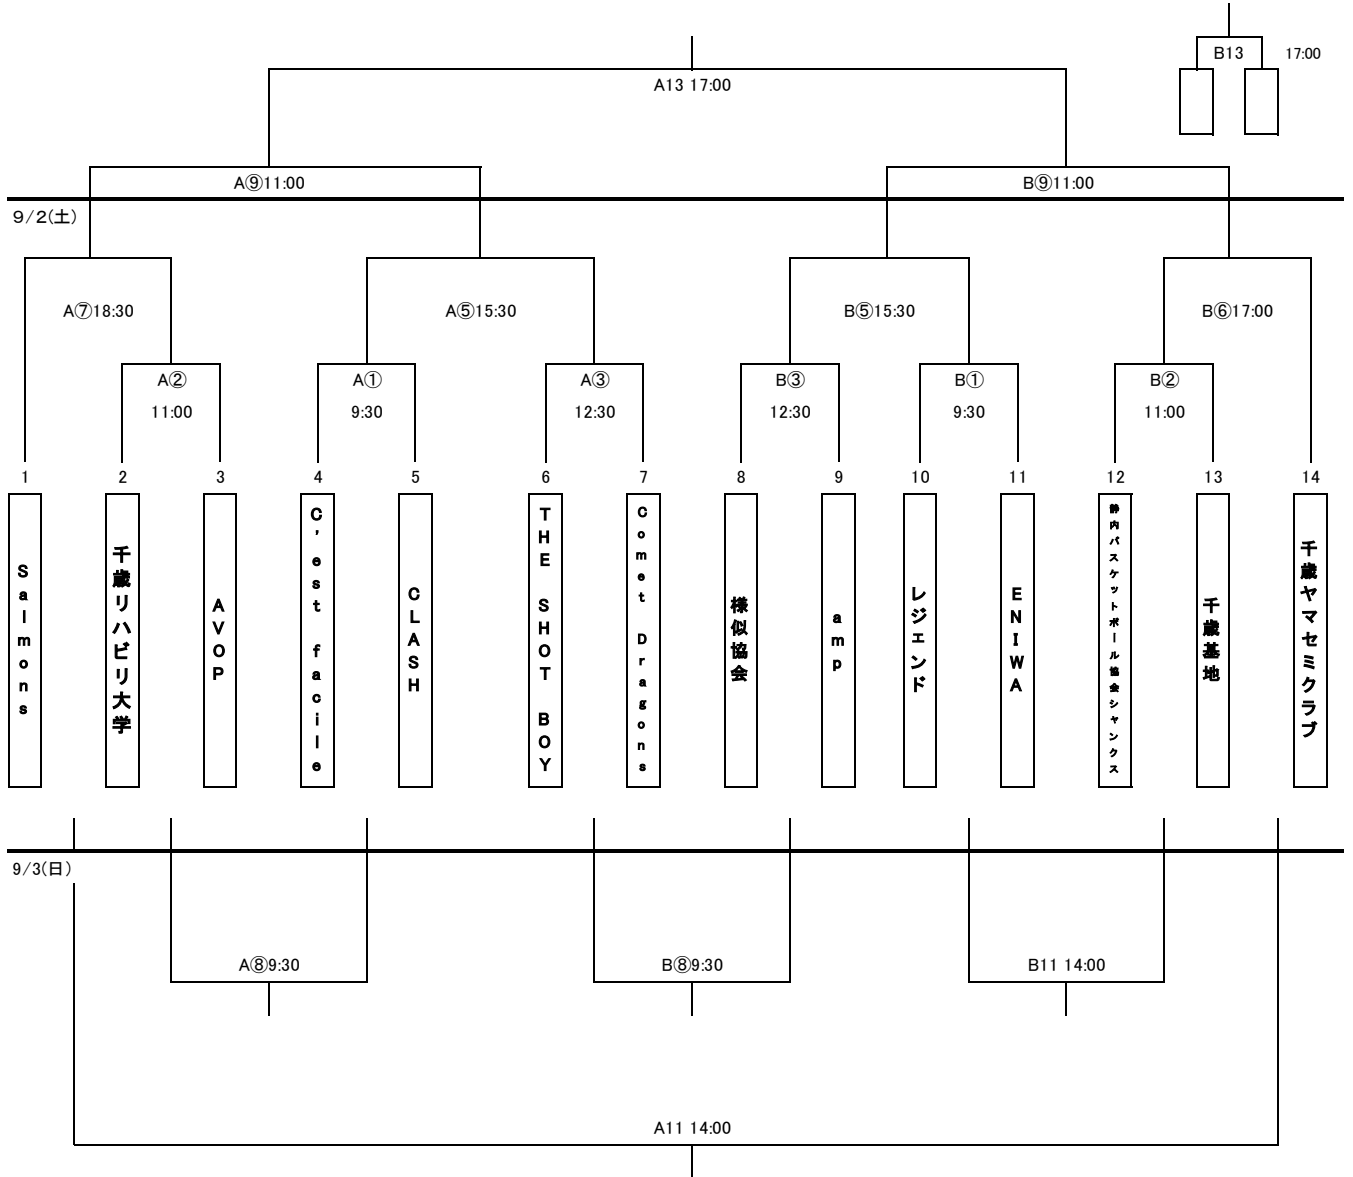 B13 17:00
A13 17:00
A⑨11:00
B⑨11:00
9/2(土)
A⑦18:30
A⑤15:30
B⑤15:30
B⑥17:00
A②
11:00
A①
9:30
A③
12:30
B③
12:30
B①
9:30
B②
11:00
1
2
3
4
5
6
7
8
9
10
11
12
13
14
Salmons
千歳リハビリ大学
AVOP
C'est facile
CLASH
THE SHOT BOY
Comet Dragons
様似協会
amp
レジェンド
ENIWA
静内バスケットボール協会シャンクス
千歳基地
千歳ヤマセミクラブ
9/3(日)
A⑧9:30
B⑧9:30
B11 14:00
A11 14:00